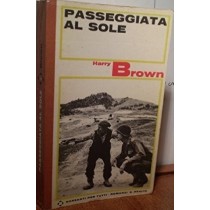 PASSEGGIATA
AL SOLE
Harry
Brown